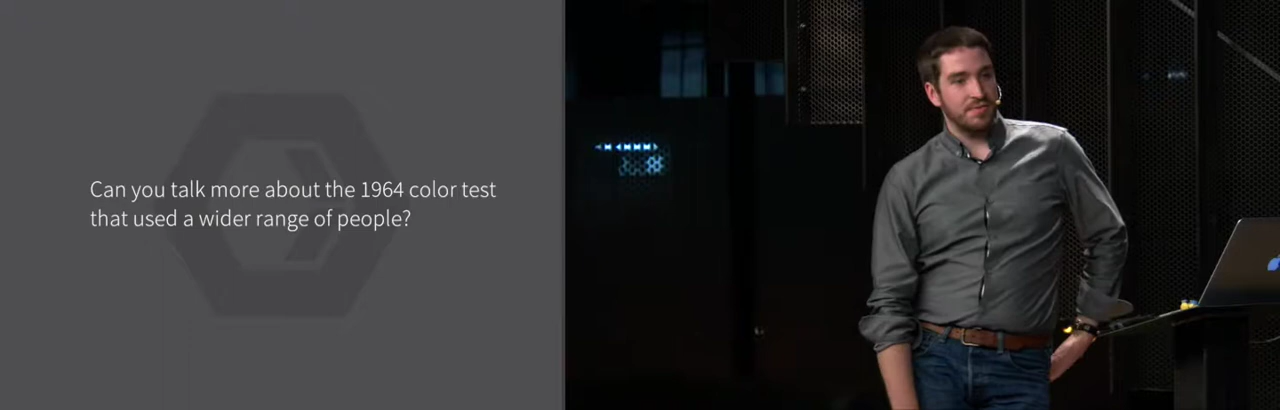 Can you talk more about the 1964 color test
that used a wider range of people?